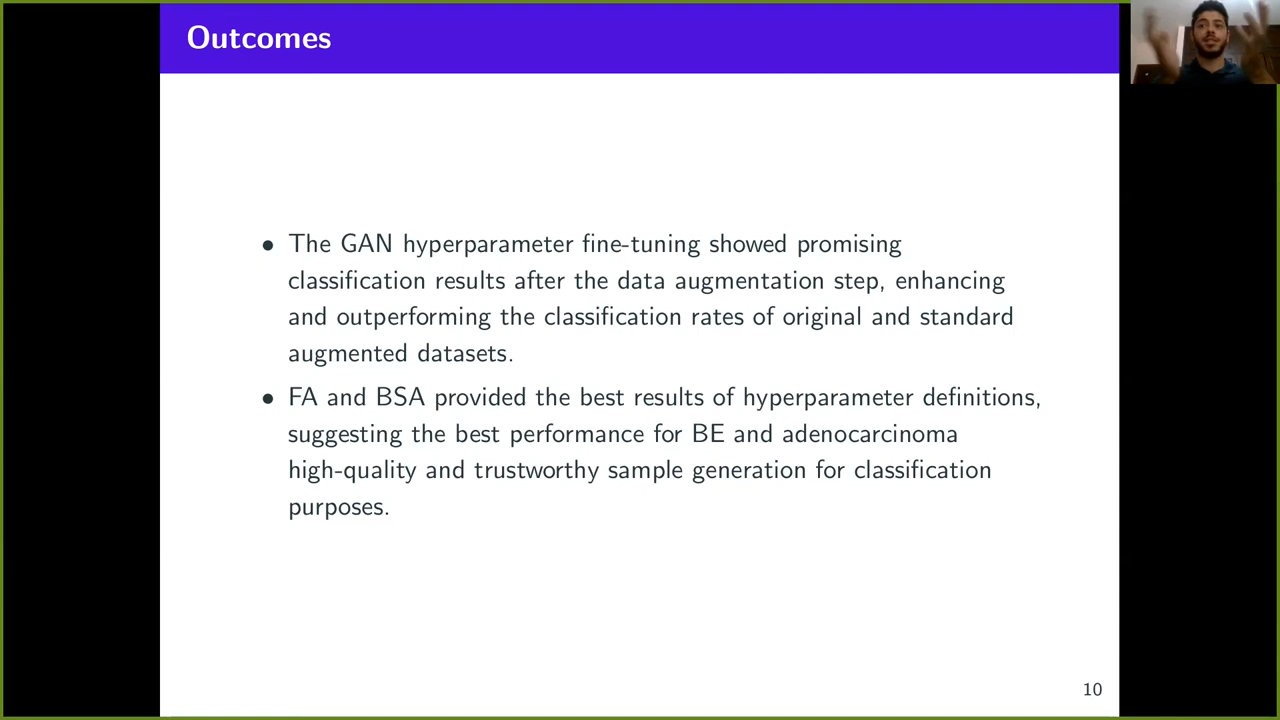 Outcomes
• The GAN hyperparameter fine-tuning showed promising
classification results after the data augmentation step, enhancing
and outperforming the classification rates of original and standard
augmented datasets.
• FA and BSA provided the best results of hyperparameter definitions,
suggesting the best performance for BE and adenocarcinoma
high-quality and trustworthy sample generation for classification
purposes.
10